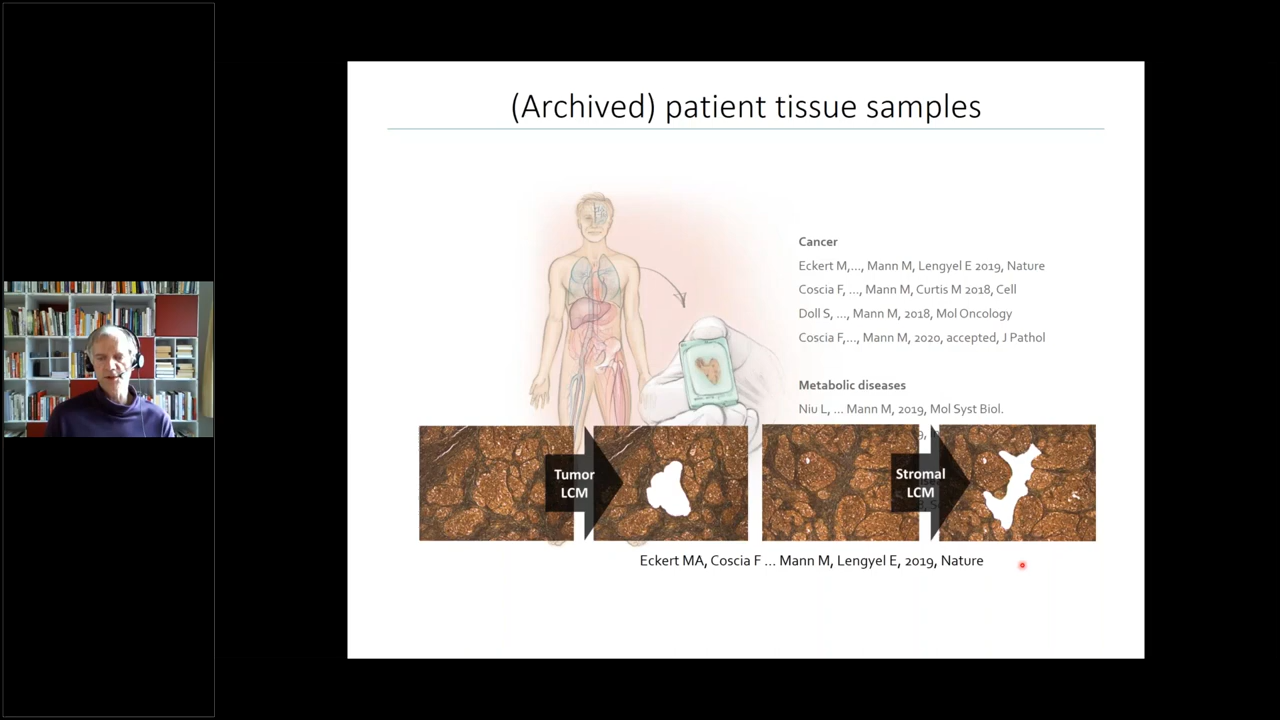 (Archived) patient tissue samples
Cancer
Eckert M,..., Mann M, Lengyel E 2019, Nature
Coscia F, ..., Mann M, Curtis M 2018, Cell
Doll S, ..., Mann M, 2018, Mol Oncology
Coscia F,..., Mann M, 2020, accepted, J Pathol
Metabolic diseases
Niu L, ... Mann M, 2019, Mol Syst Biol.
Tumor
LCM
Stromal
LCM
Eckert MA, Coscia F ... Mann M, Lengyel E, 2019, Nature